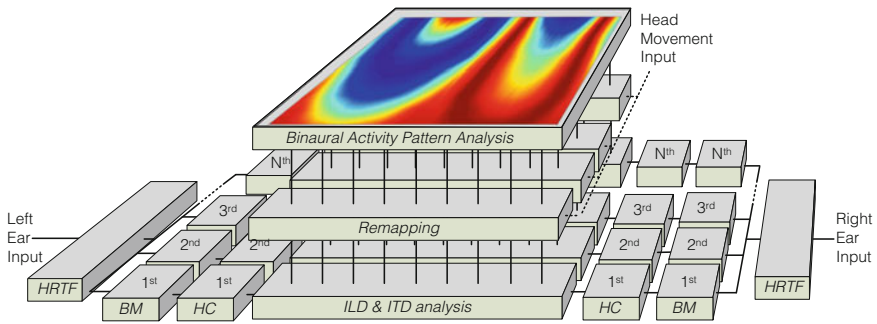 Head
Movement
Input
Binaural Activity Pattern Analysis
Nth
Nth
Nth
3rd
Remapping
3rd
3rd
Left
Ear
Input
2nd
2nd
2nd
2nd
Right
Ear
Input
HRTF
1st
1st
ILD & ITD analysis
1st
1st
HRTF
BM
HC
HC
BM